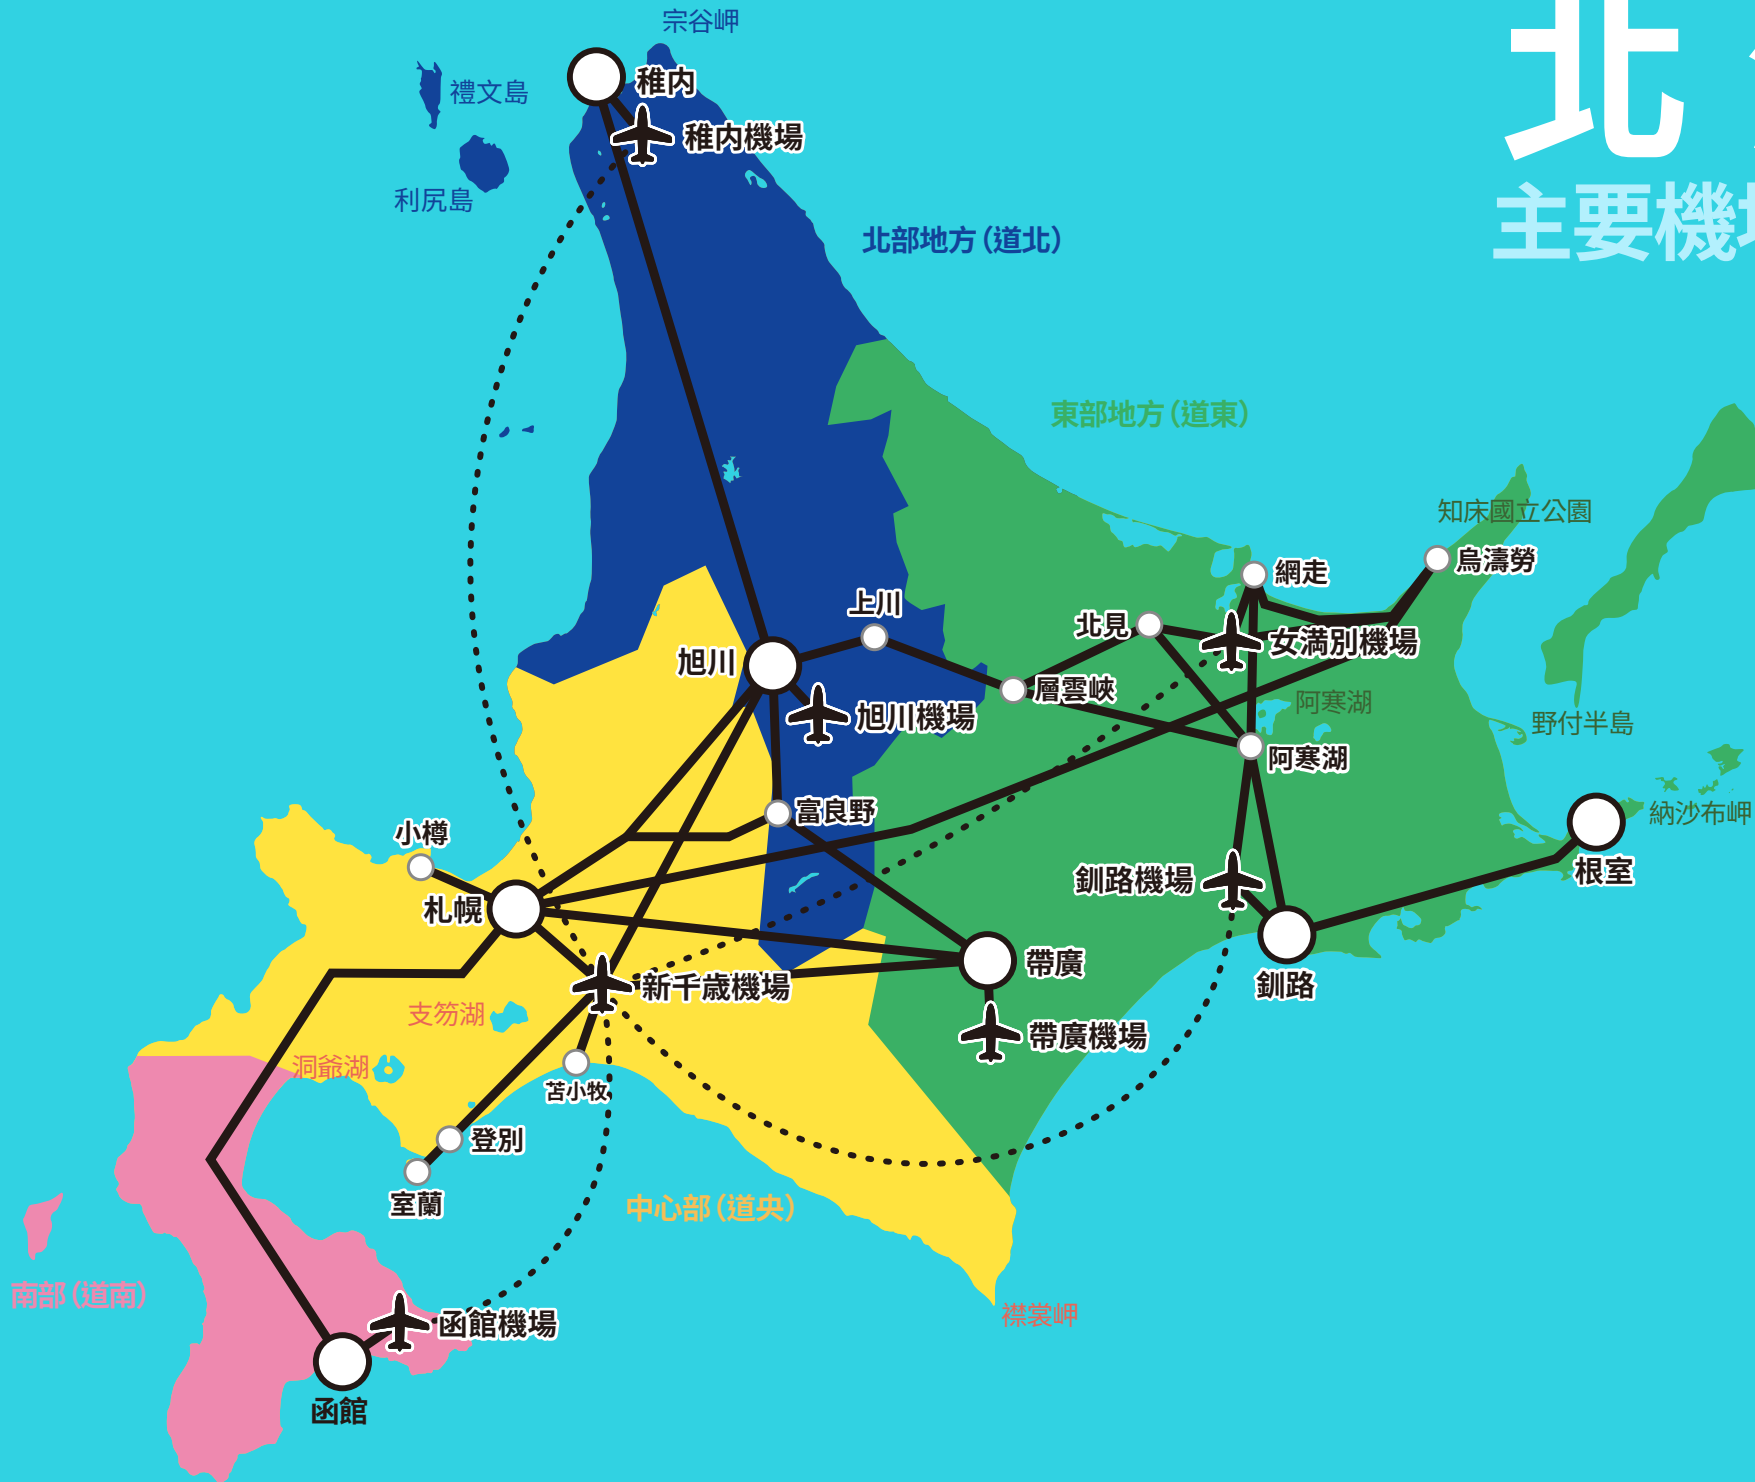 北
主要機場
宗谷岬
稚内
禮文島
稚内機場
利尻島
北部地方（道北）
東部地方（道東）
知床國立公園
烏濤勞
網走
上川
北見
女満別機場
旭川
層雲峽
阿寒湖
旭川機場
野付半島
阿寒湖
富良野
納沙布岬
小樽
根室
釧路機場
札幌
帶廣
釧路
新千歳機場
支笏湖
帶廣機場
洞爺湖
苫小牧
登別
室蘭
中心部（道央）
南部（道南）
襟裳岬
函館機場
函館